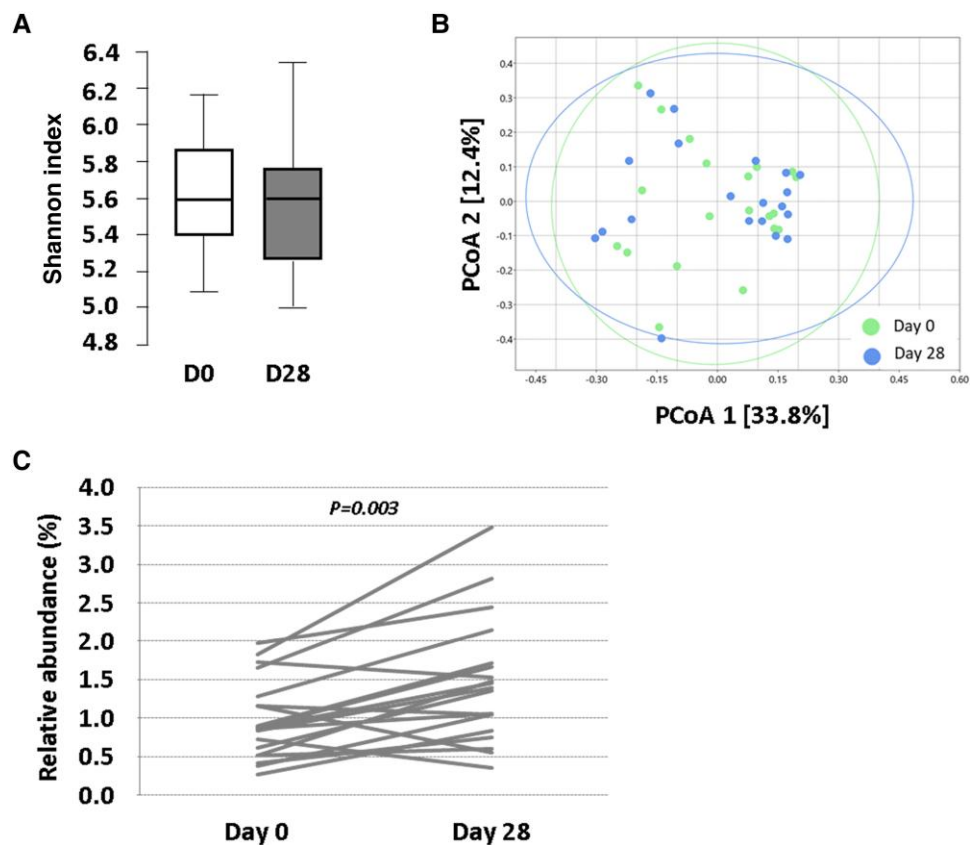 A
Shannon index
6.4
6.2
6.0
5.8
5.6
5.4
5.2
5.0
4.8
D0 D28
B
PCoA 2 [12.4%]
0.4
0.3
0.2
0.1
0.0
-0.1
-0.2
-0.3
-0.4
-0.45 -0.30 -0.15 0.00 0.15 0.30 0.45 0.60
PCoA 1 [33.8%]
Day 0
Day 28
C
Relative abundance (%)
4.0
3.5
3.0
2.5
2.0
1.5
1.0
0.5
0.0
P=0.003
Day 0 Day 28